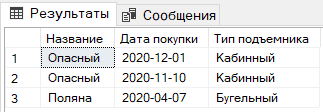 Результаты Сообщения
Название Дата покупки Тип подъемника
1 Опасный 2020-12-01 Кабинный
2 Опасный 2020-11-10 Кабинный
3 Поляна 2020-04-07 Бугельный